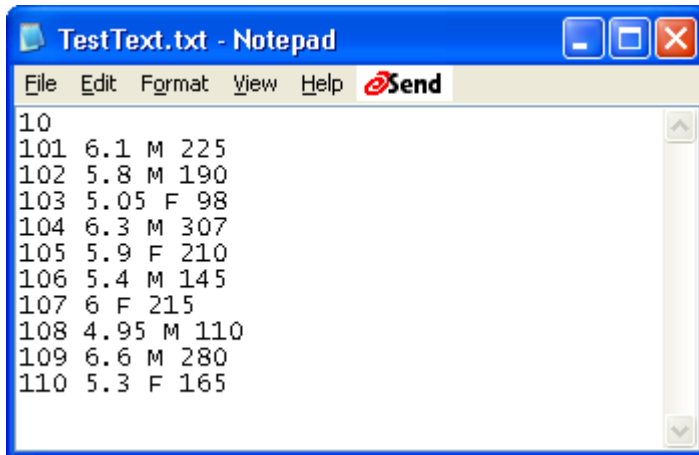 TestText.txt - Notepad
File Edit Format View Help Send
10
101 6.1 M 225
102 5.8 M 190
103 5.05 F 98
104 6.3 M 307
105 5.9 F 210
106 5.4 M 145
107 6 F 215
108 4.95 M 110
109 6.6 M 280
110 5.3 F 165